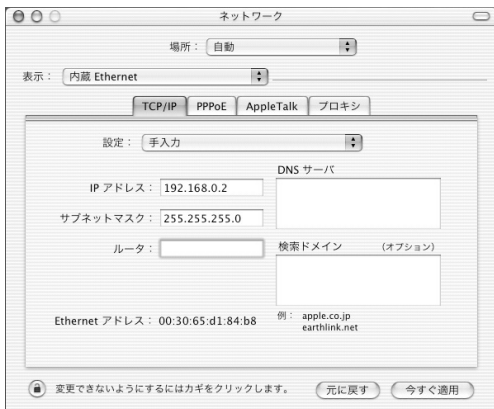 ネットワーク
場所： 自動
表示： 内蔵 Ethernet
TCP/IP PPPoE AppleTalk プロキシ
設定： 手入力
DNS サーバ
IP アドレス： 192.168.0.2
サブネットマスク： 255.255.255.0
ルータ：
検索ドメイン （オプション）
Ethernet アドレス： 00:30:65:d1:84:b8
例： apple.co.jp
earthlink.net
変更できないようにするにはカギをクリックします。
元に戻す 今すぐ適用